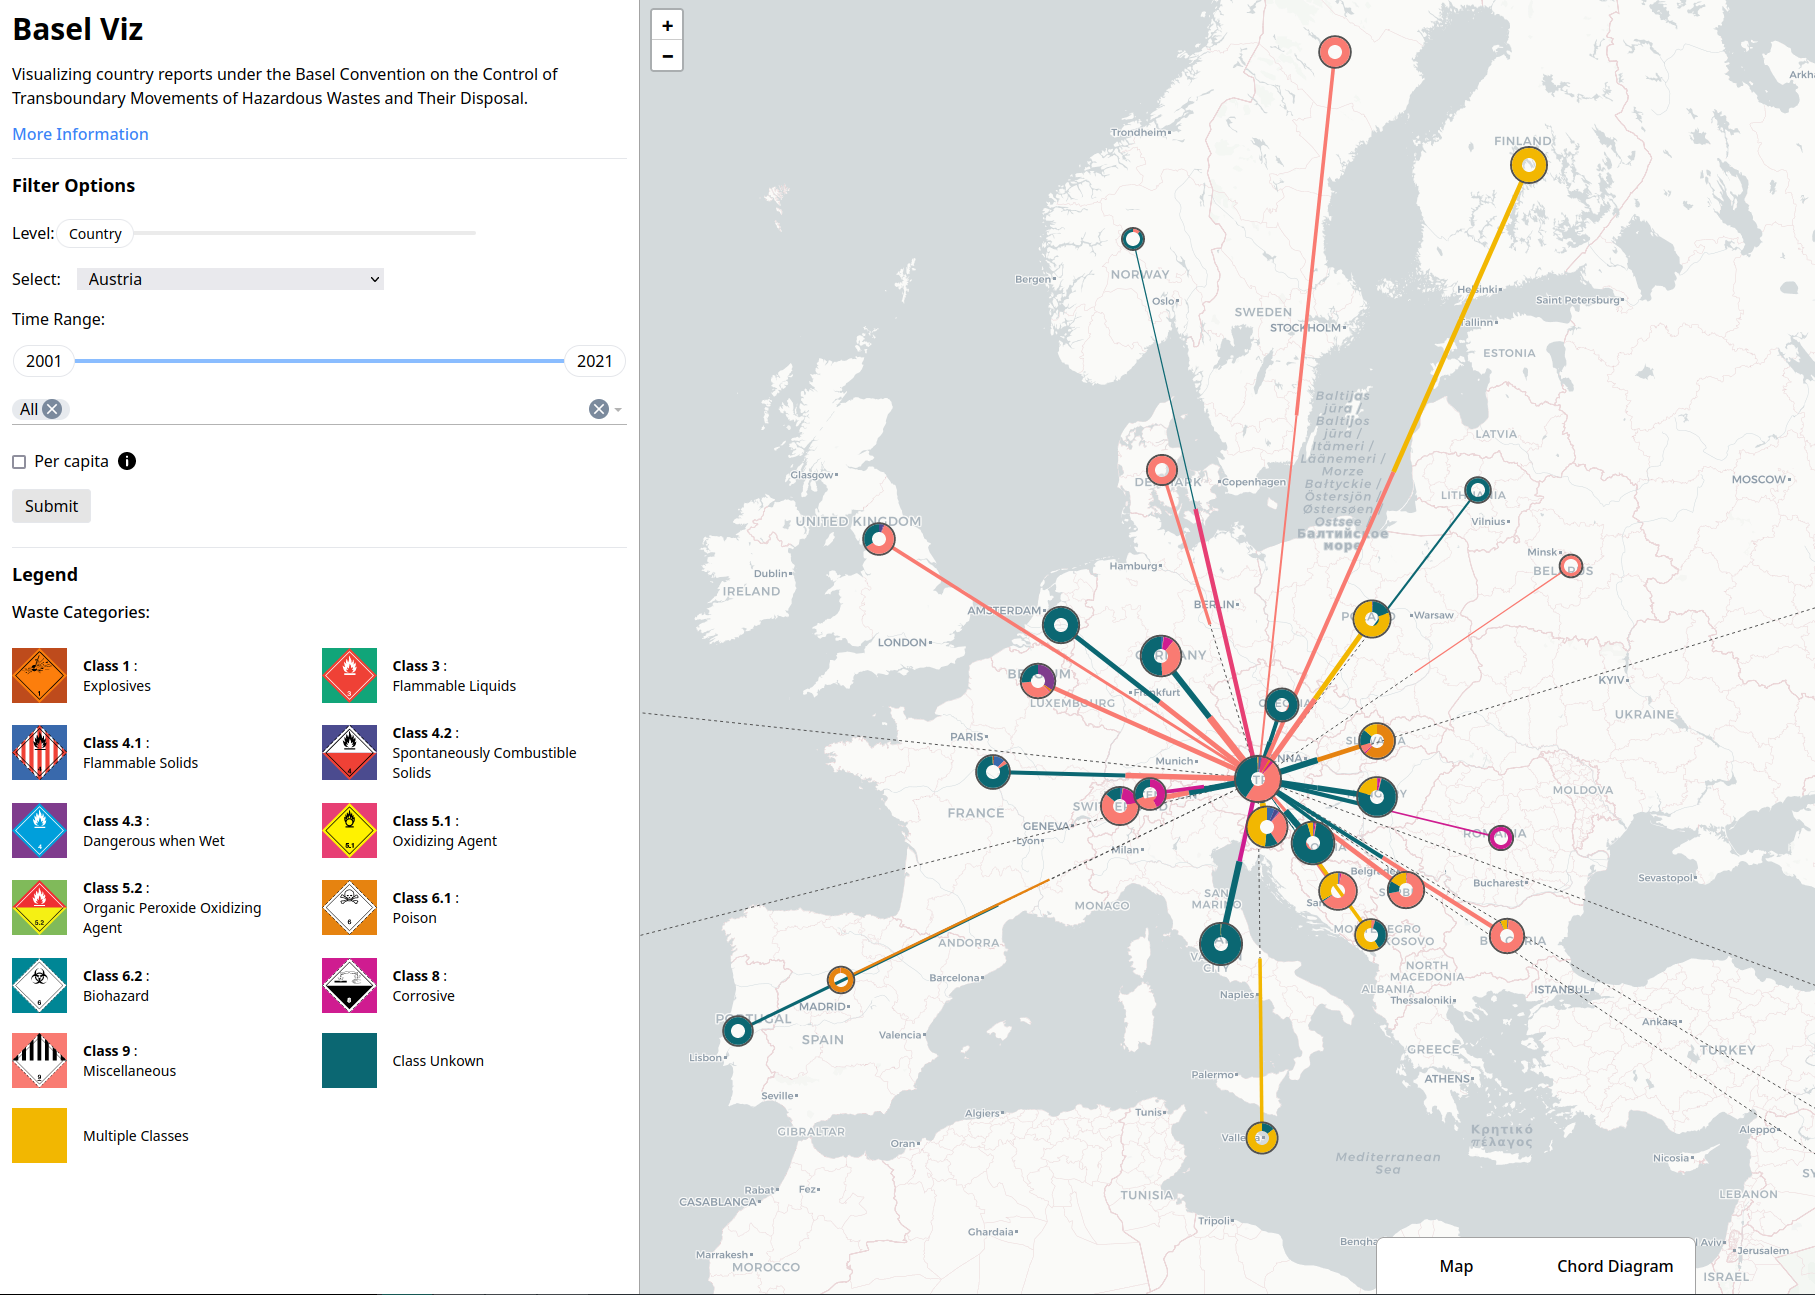 Basel Viz
Visualizing country reports under the Basel Convention on the Control of
Transboundary Movements of Hazardous Wastes and Their Disposal.
More Information
Filter Options
Level:
Country
Select:
Austria
Time Range:
2001
2021
All
Per capita
Submit
Legend
Waste Categories:
Class 1 :
Explosives
Class 3 :
Flammable Liquids
Class 4.1 :
Flammable Solids
Class 4.2 :
Spontaneously Combustible
Solids
Class 4.3 :
Dangerous when Wet
Class 5.1 :
Oxidizing Agent
Class 5.2 :
Organic Peroxide Oxidizing
Agent
Class 6.1 :
Poison
Class 6.2 :
Biohazard
Class 8 :
Corrosive
Class 9 :
Miscellaneous
Class Unkown
Multiple Classes
+
−
Trondheim
FINLAND
NORWAY
Bergen
Oslo
Helsinki
Saint Petersburg
SWEDEN
STOCKHOLM
Tallinn
ESTONIA
Baltijas
jūra /
Baltijos
jūra /
Itämeri /
Läänemeri /
Morze
Bałtyckie /
Östersjön /
Østersøen /
Ostsee
Балтийское
море
LATVIA
Glasgow
Copenhagen
MOSCOW
UNITED KINGDOM
Vilnius
Minsk
Hamburg
Dublin
IRELAND
AMSTERDAM
BERLIN
Warsaw
LONDON
Frankfurt
LUXEMBOURG
KYIV
UKRAINE
PARIS
Munich
MOLDOVA
FRANCE
GENEVA
Lyon
Milan
Belgrade
Bucharest
Sevastopol
SAN
MARINO
MONACO
ANDORRA
CITY
KOSOVO
NORTH
MACEDONIA
ALBANIA
Thessaloniki
ISTANBUL
Barcelona
Naples
MADRID
Ankara
Valencia
SPAIN
Lisbon
GREECE
TURKEY
Palermo
ATHENS
Seville
Algiers
Tunis
GIBRALTAR
Oran
Κρητικό
πέλαγος
Aleppo
Mediterranean
Sea
Nicosia
Rabat
Fez
CASABLANCA
TUNISIA
LEBANON
Tripoli
Ghardaia
Marrakesh
MOROCCO
Jerusalem
ISRAEL
Map
Chord Diagram